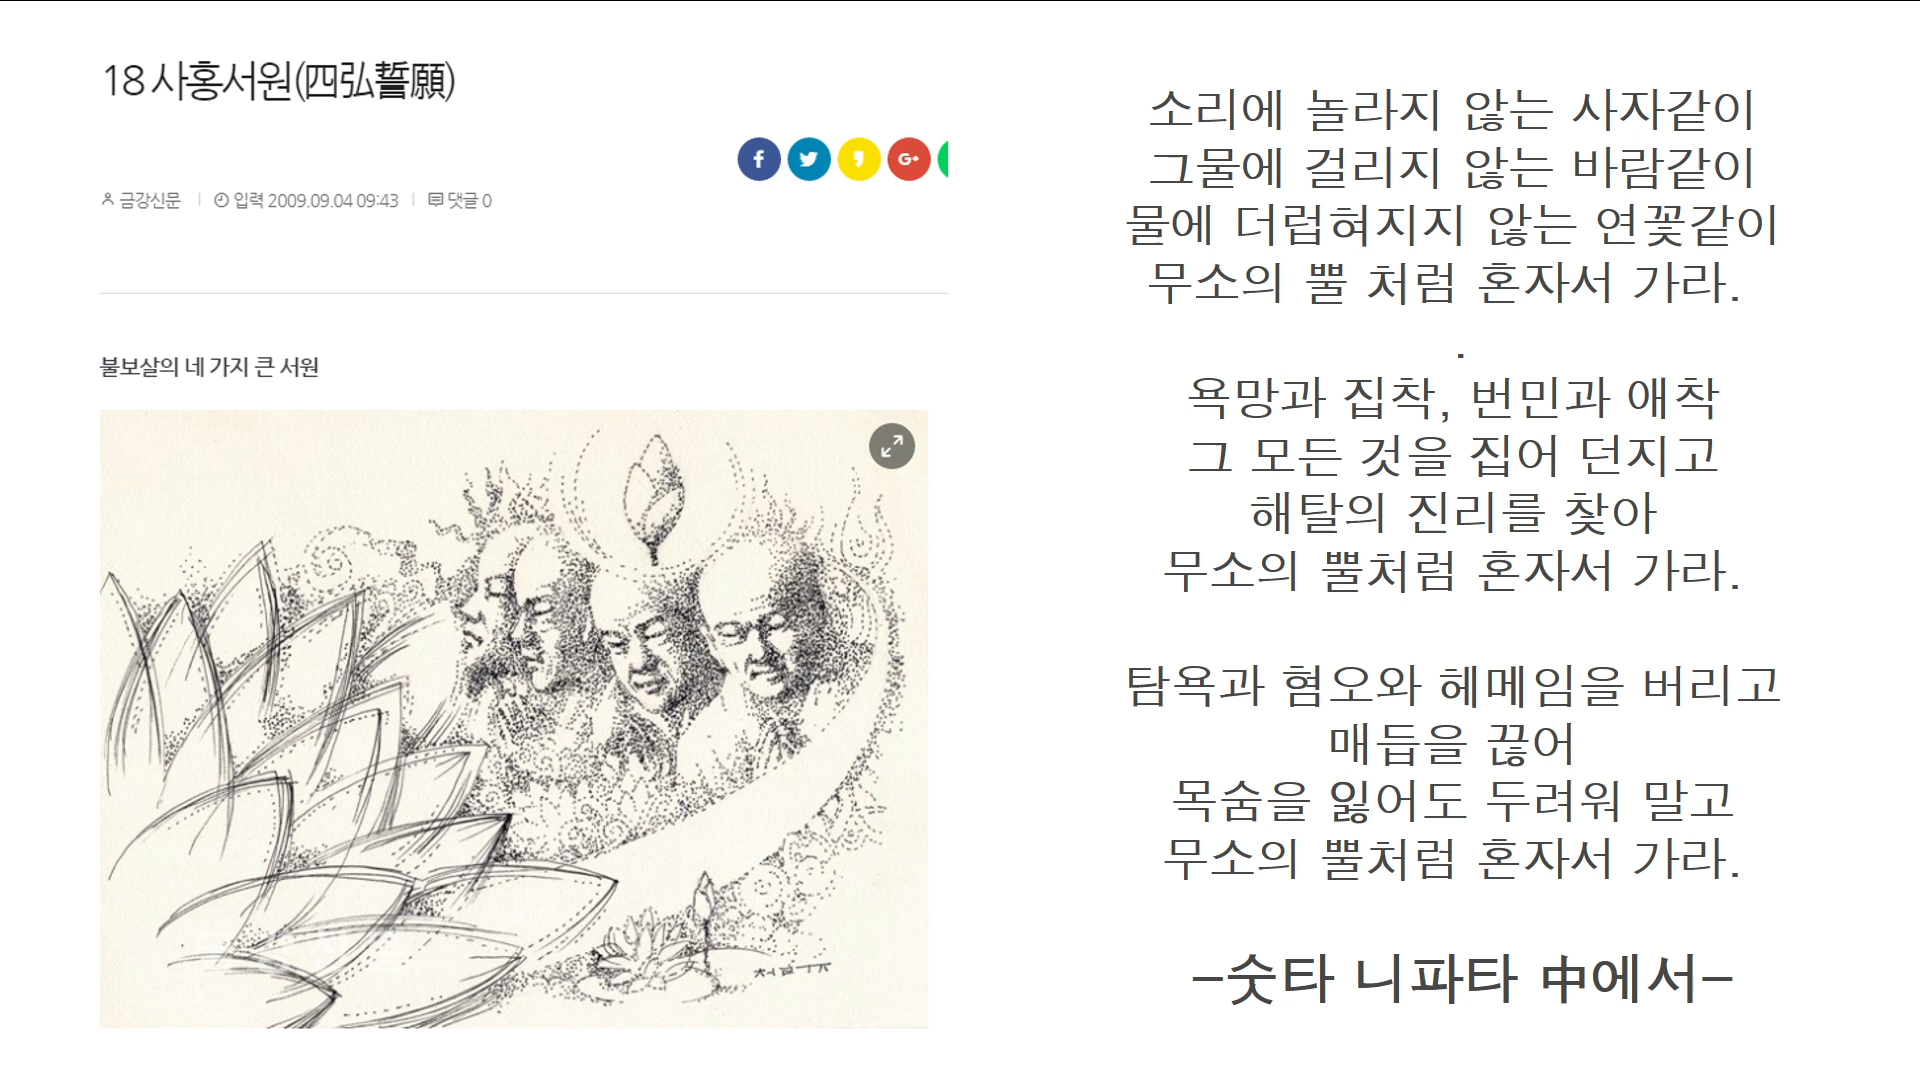 18 사홍서원(四弘誓願)
금강신문 | 입력 2009.09.04 09:43 | 댓글 0
불보살의 네 가지 큰 서원
소리에 놀라지 않는 사자같이
그물에 걸리지 않는 바람같이
물에 더럽혀지지 않는 연꽃같이
무소의 뿔 처럼 혼자서 가라.
.
욕망과 집착, 번민과 애착
그 모든 것을 집어 던지고
해탈의 진리를 찾아
무소의 뿔처럼 혼자서 가라.
탐욕과 혐오와 헤메임을 버리고
매듭을 끊어
목숨을 잃어도 두려워 말고
무소의 뿔처럼 혼자서 가라.
-숫타 니파타 中에서-